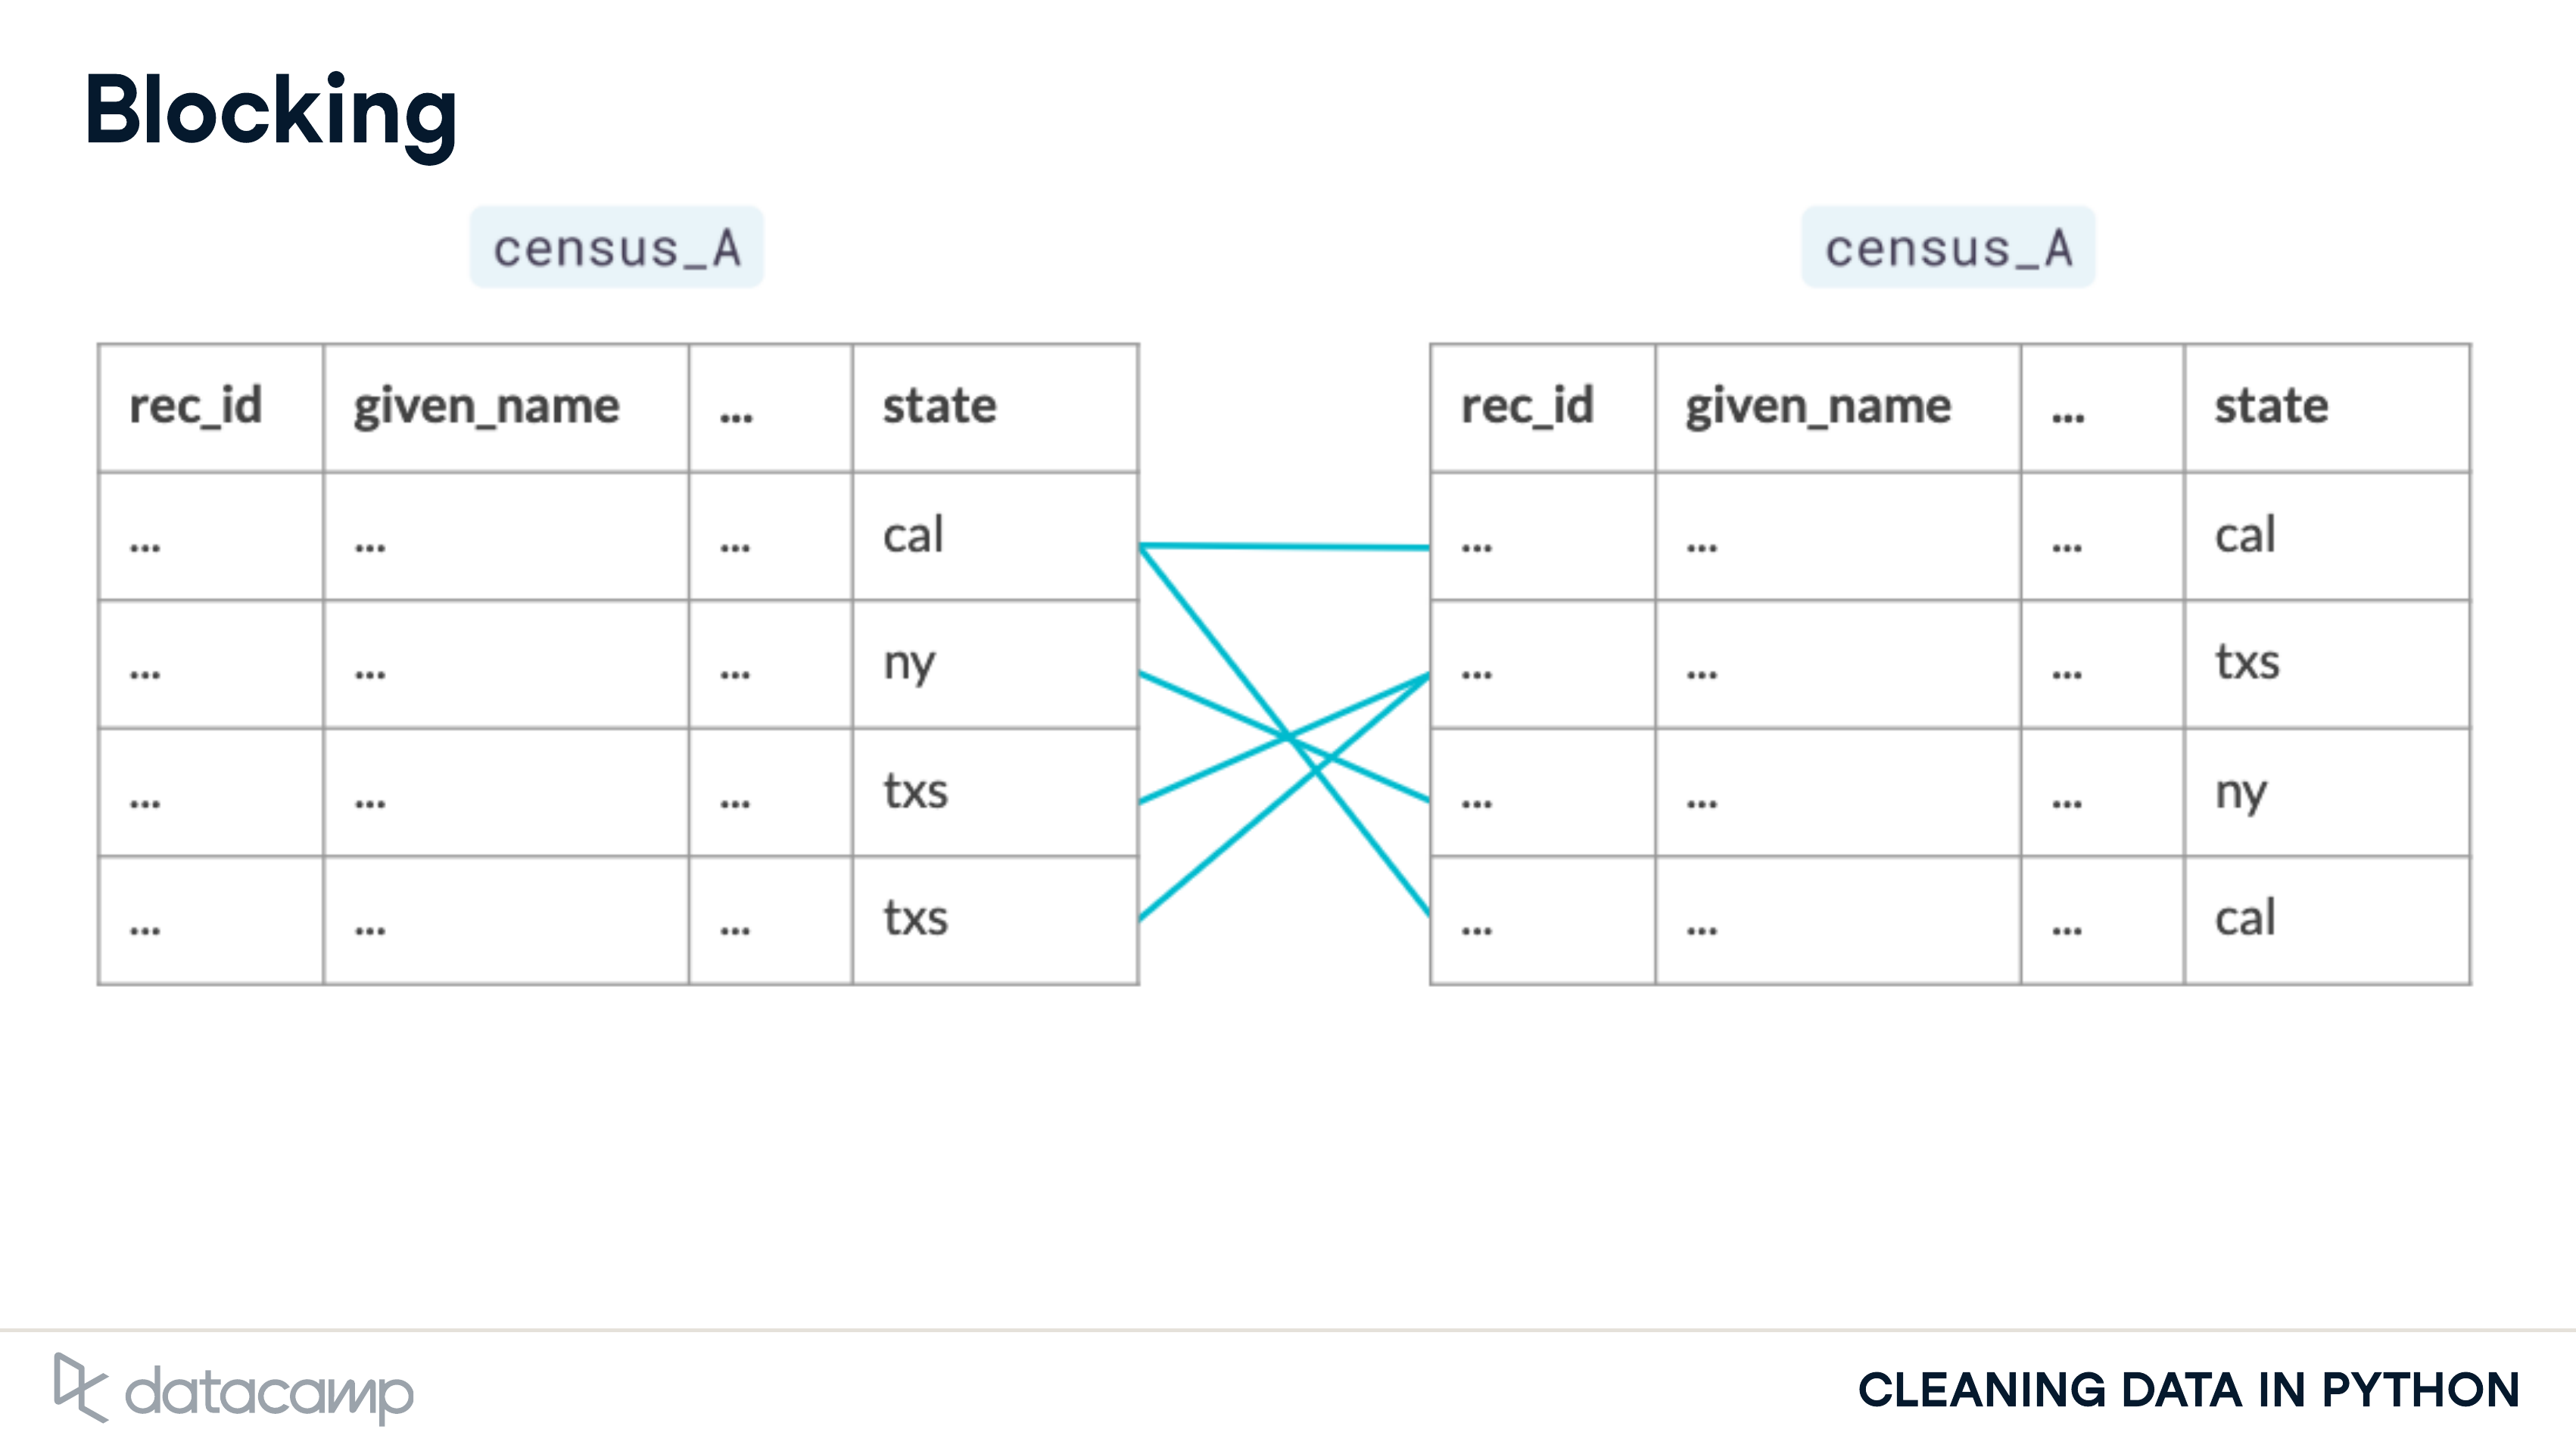 Blocking
census_A
census_A
rec_id given_name ... state
... ... ... cal
... ... ... ny
... ... ... txs
... ... ... txs
rec_id given_name ... state
... ... ... cal
... ... ... txs
... ... ... ny
... ... ... cal
datacamp
CLEANING DATA IN PYTHON